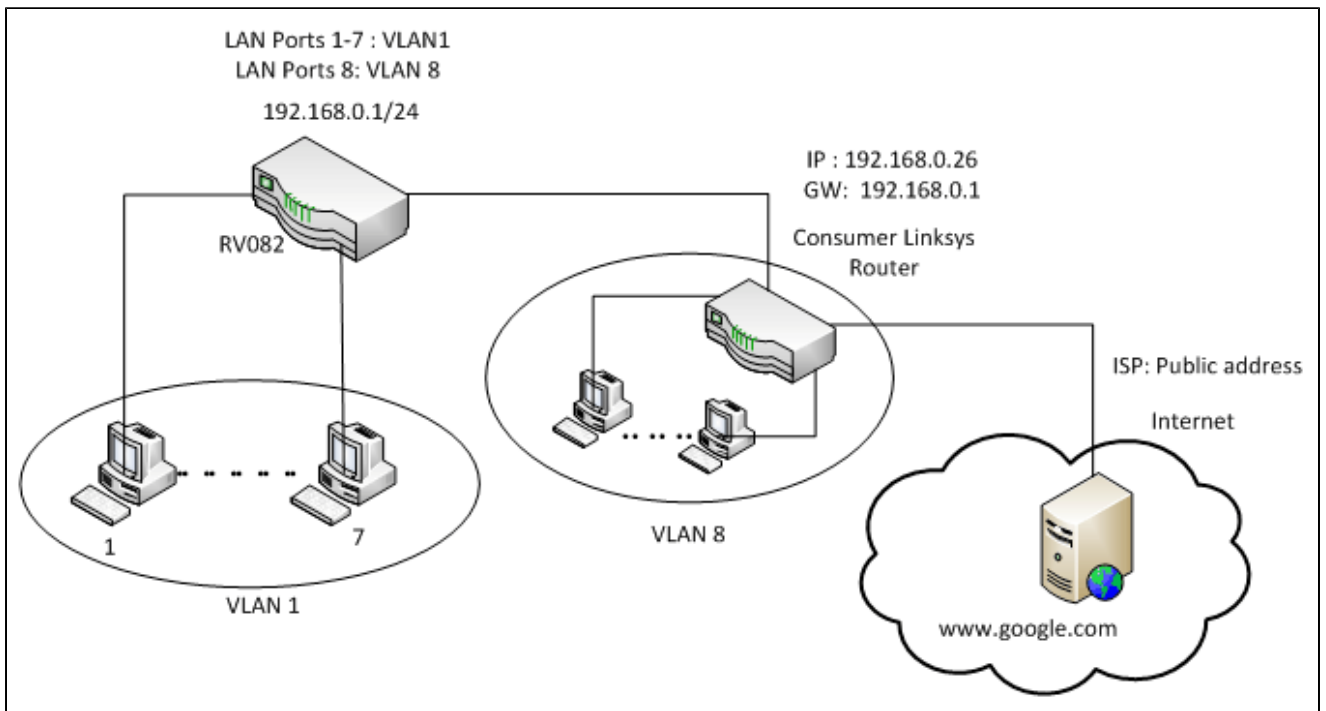 LAN Ports 1-7 : VLAN1
LAN Ports 8: VLAN 8
192.168.0.1/24
RV082
IP : 192.168.0.26
GW: 192.168.0.1
Consumer Linksys
Router
ISP: Public address
Internet
1
7
VLAN 1
VLAN 8
www.google.com